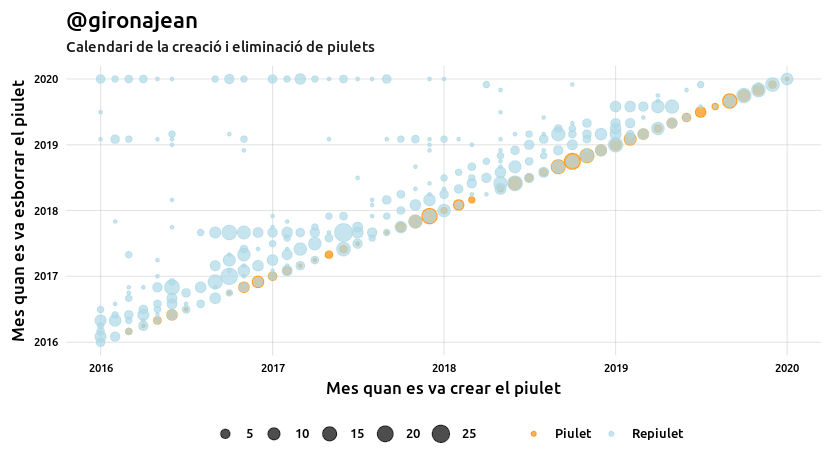 @gironajean
Calendari de la creació i eliminació de piulets
Mes quan es va esborrar el piulet
2020
2019
2018
2017
2016
2016 2017 2018 2019 2020
Mes quan es va crear el piulet
5 10 15 20 25 Piulet Repiulet